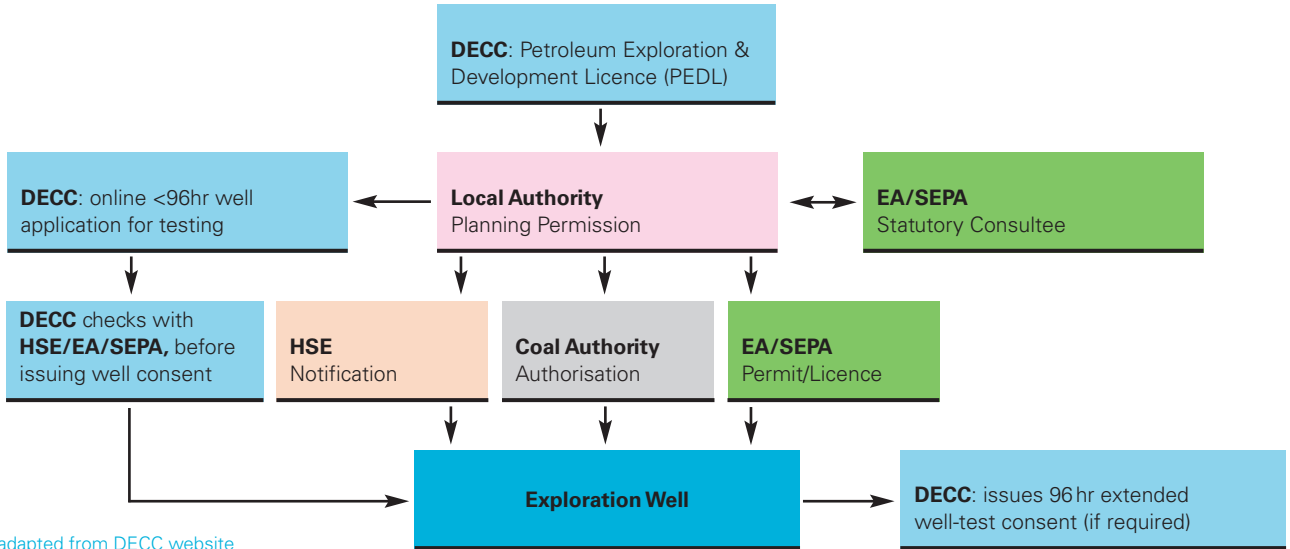 DECC: Petroleum Exploration &
Development Licence (PEDL)
DECC: online <96hr well
application for testing
Local Authority
Planning Permission
EA/SEPA
Statutory Consultee
DECC checks with
HSE/EA/SEPA, before
issuing well consent
HSE
Notification
Coal Authority
Authorisation
EA/SEPA
Permit/Licence
Exploration Well
DECC: issues 96hr extended
well-test consent (if required)
adapted from DECC website